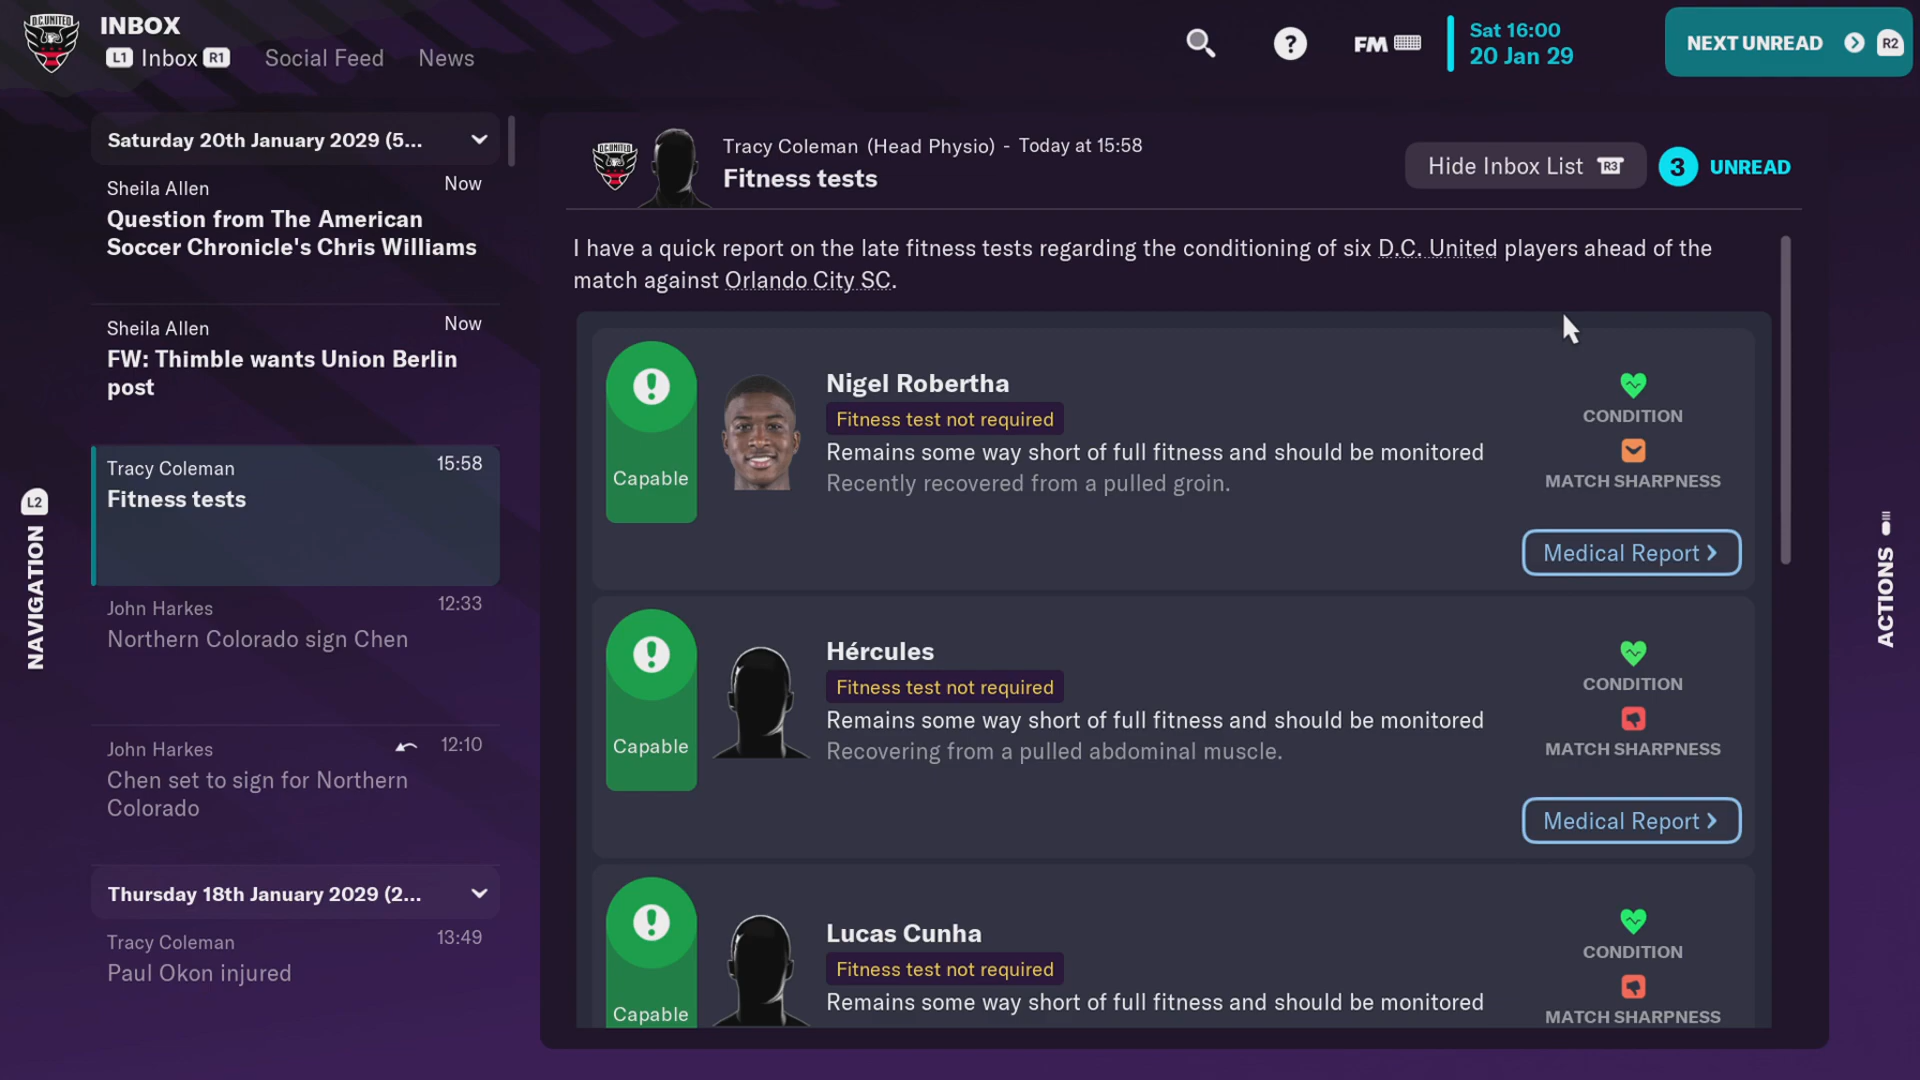 D.C. UNITED
INBOX
L1 Inbox R1 Social Feed News
?
FM
Sat 16:00
20 Jan 29
NEXT UNREAD R2
Saturday 20th January 2029 (5...
Sheila Allen Now
Question from The American
Soccer Chronicle's Chris Williams
Sheila Allen Now
FW: Thimble wants Union Berlin
post
Tracy Coleman 15:58
Fitness tests
John Harkes 12:33
Northern Colorado sign Chen
John Harkes 12:10
Chen set to sign for Northern
Colorado
Thursday 18th January 2029 (2...
Tracy Coleman 13:49
Paul Okon injured
L2
NAVIGATION
D.C. UNITED
Tracy Coleman (Head Physio) - Today at 15:58
Fitness tests
Hide Inbox List R3
3 UNREAD
I have a quick report on the late fitness tests regarding the conditioning of six D.C. United players ahead of the
match against Orlando City SC.
Capable
Nigel Robertha
Fitness test not required
Remains some way short of full fitness and should be monitored
Recently recovered from a pulled groin.
CONDITION
MATCH SHARPNESS
Medical Report
Capable
Hércules
Fitness test not required
Remains some way short of full fitness and should be monitored
Recovering from a pulled abdominal muscle.
CONDITION
MATCH SHARPNESS
Medical Report
Capable
Lucas Cunha
Fitness test not required
Remains some way short of full fitness and should be monitored
CONDITION
MATCH SHARPNESS
ACTIONS